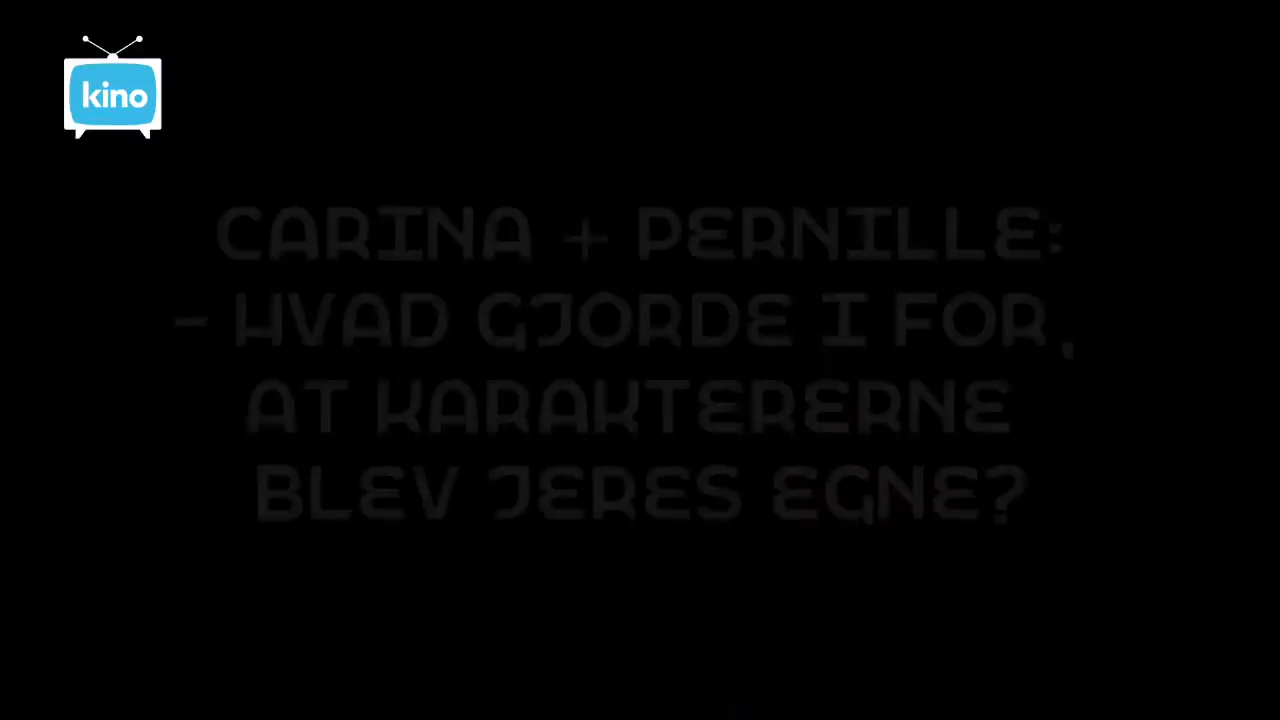 kino
CARINA + PERNILLE:
- HVAD GJORDE I FOR,
AT KARAKTERERNE
BLEV JERES EGNE?